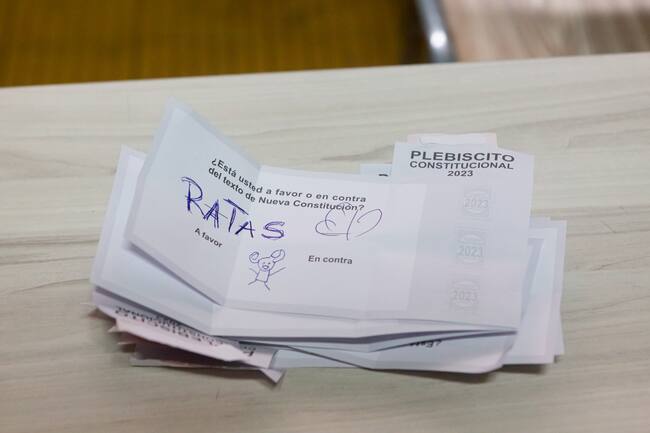 PLEBISCITO
CONSTITUCIONAL
2023
¿Está usted a favor o en contra
del texto de Nueva Constitución?
RATAS
A favor
En contra
2023
2023
2023